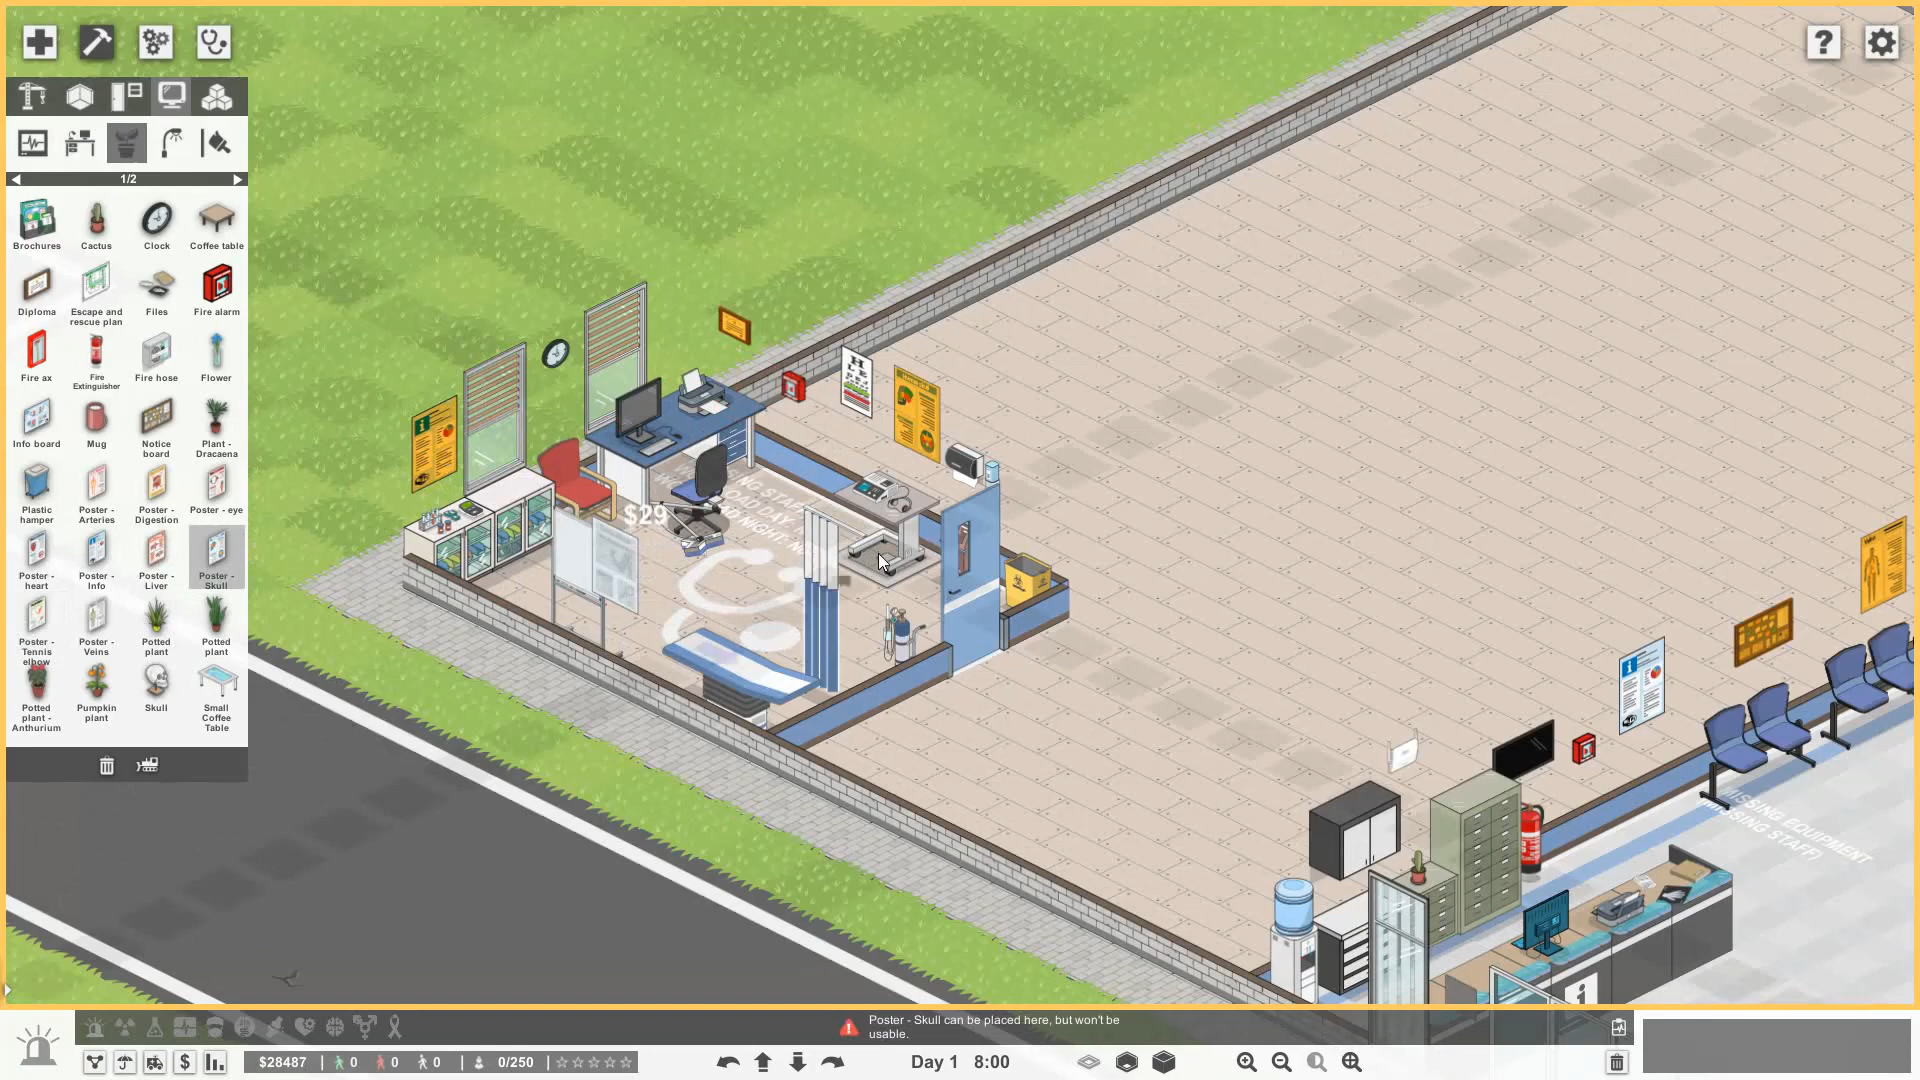 1/2
Brochures
Cactus
Clock
Coffee table
Diploma
Escape and
rescue plan
Files
Fire alarm
Fire ax
Fire
Extinguisher
Fire hose
Flower
Info board
Mug
Notice
board
Plant -
Dracaena
Plastic
hamper
Poster -
Arteries
Poster -
Digestion
Poster - eye
Poster -
heart
Poster -
Info
Poster -
Liver
Poster -
Skull
Poster -
Tennis
elbow
Poster -
Veins
Potted
plant
Potted
plant
Potted
plant -
Anthurium
Pumpkin
plant
Skull
Small
Coffee
Table
$29
MISSING EQUIPMENT
MISSING STAFF!
Poster - Skull can be placed here, but won't be
usable.
$28487
0
0
0
0/250
Day 1 8:00